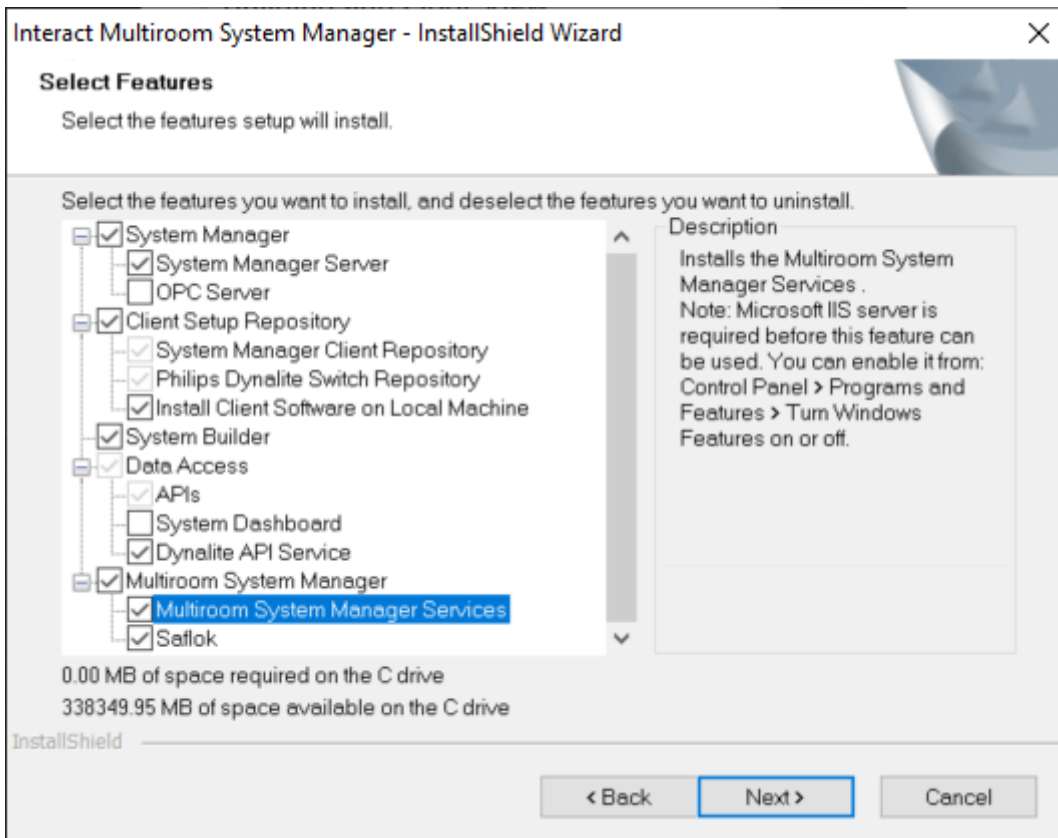 Interact Multiroom System Manager - InstallShield Wizard
Select Features
Select the features setup will install.
Select the features you want to install, and deselect the features you want to uninstall.
System Manager
System Manager Server
OPC Server
Client Setup Repository
System Manager Client Repository
Philips Dynalite Switch Repository
Install Client Software on Local Machine
System Builder
Data Access
APIs
System Dashboard
Dynalite API Service
Multiroom System Manager
Multiroom System Manager Services
Saflok
Description
Installs the Multiroom System
Manager Services .
Note: Microsoft IIS server is
required before this feature can
be used. You can enable it from:
Control Panel > Programs and
Features > Turn Windows
Features on or off.
0.00 MB of space required on the C drive
338349.95 MB of space available on the C drive
InstallShield
< Back
Next >
Cancel